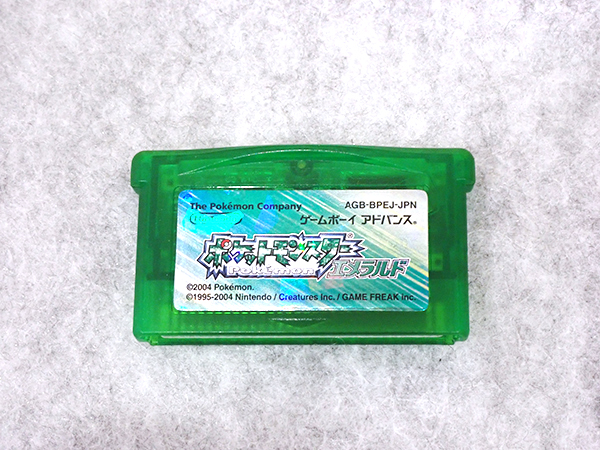 The Pokémon Company
AGB-BPEJ-JPN
ゲームボーイ アドバンス®
ポケットモンスター
POKéMON
エメラルド
©2004 Pokémon.
©1995-2004 Nintendo / Creatures Inc. / GAME FREAK inc.